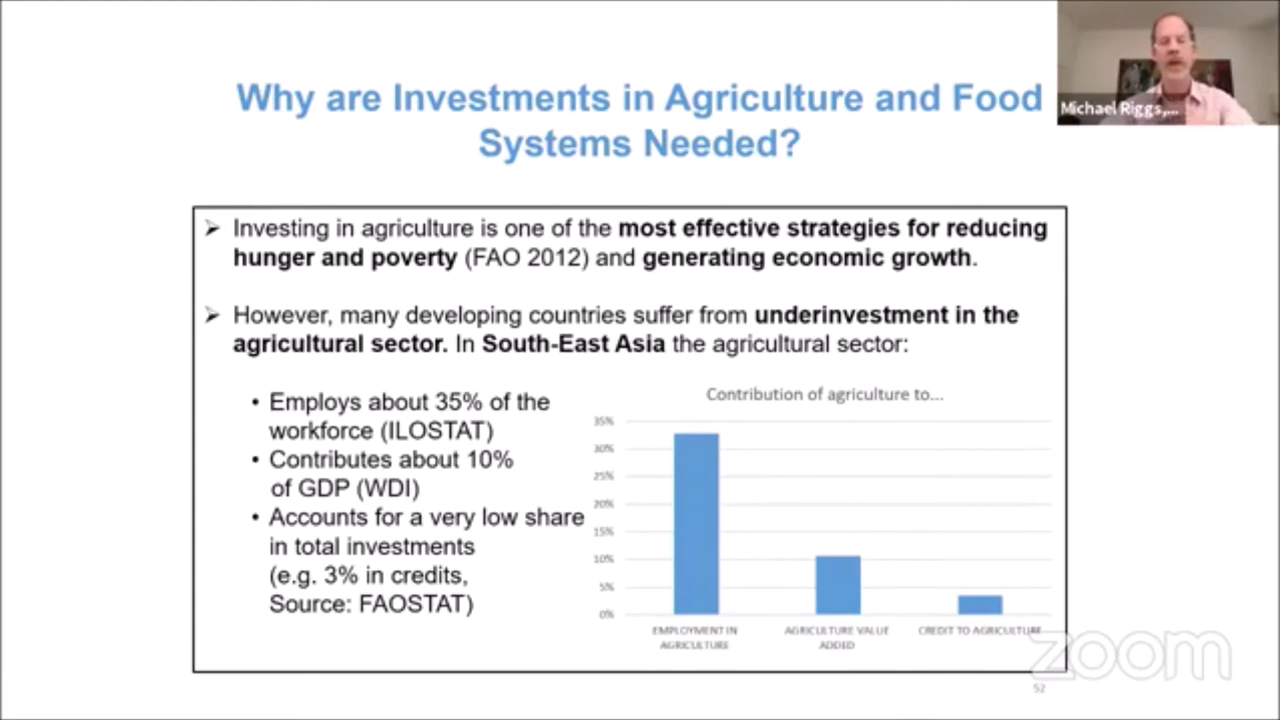 Why are Investments in Agriculture and Food
Systems Needed?
Michael Riggs,...
➢ Investing in agriculture is one of the most effective strategies for reducing
hunger and poverty (FAO 2012) and generating economic growth.
➢ However, many developing countries suffer from underinvestment in the
agricultural sector. In South-East Asia the agricultural sector:
• Employs about 35% of the
workforce (ILOSTAT)
• Contributes about 10%
of GDP (WDI)
• Accounts for a very low share
in total investments
(e.g. 3% in credits,
Source: FAOSTAT)
Contribution of agriculture to...
35%
30%
25%
20%
15%
10%
5%
0%
EMPLOYMENT IN
AGRICULTURE
AGRICULTURE VALUE
ADDED
CREDIT TO AGRICULTURE
zoom
52